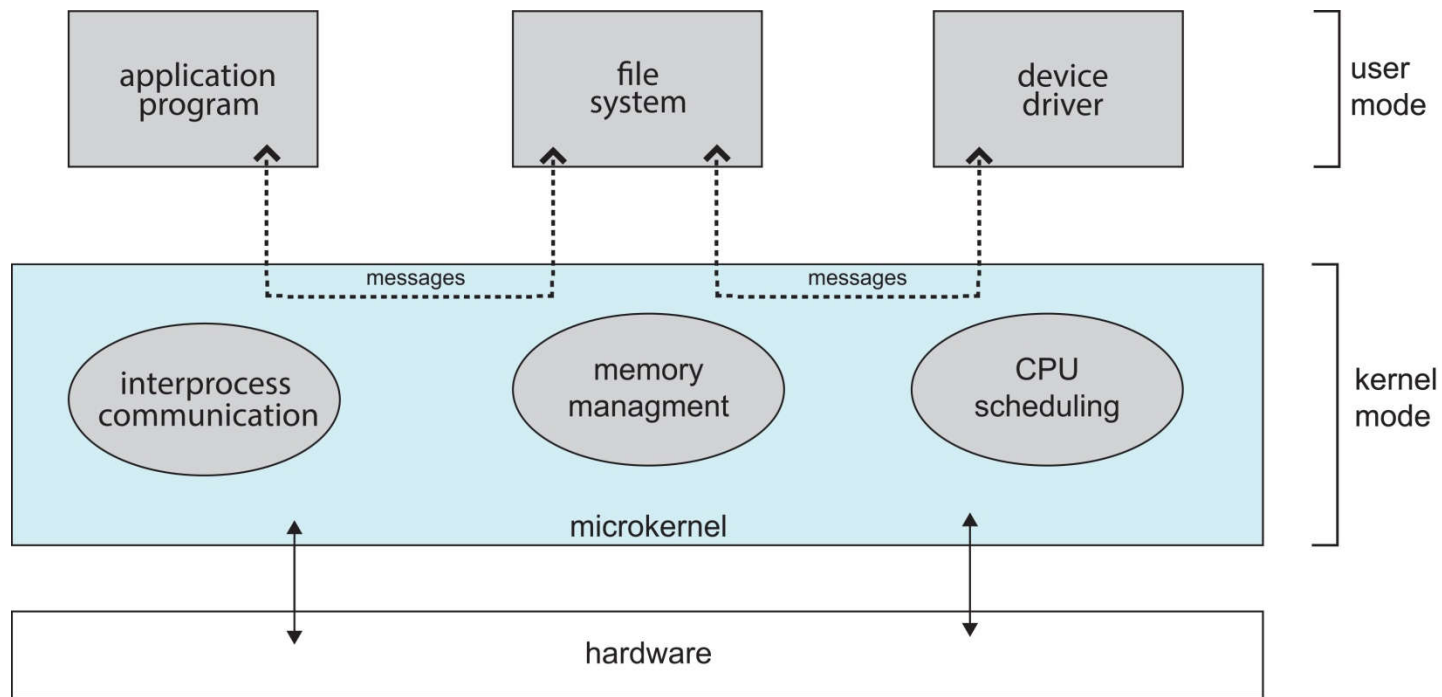 application
program
file
system
device
driver
user
mode
messages
messages
interprocess
communication
memory
managment
CPU
scheduling
kernel
mode
microkernel
hardware